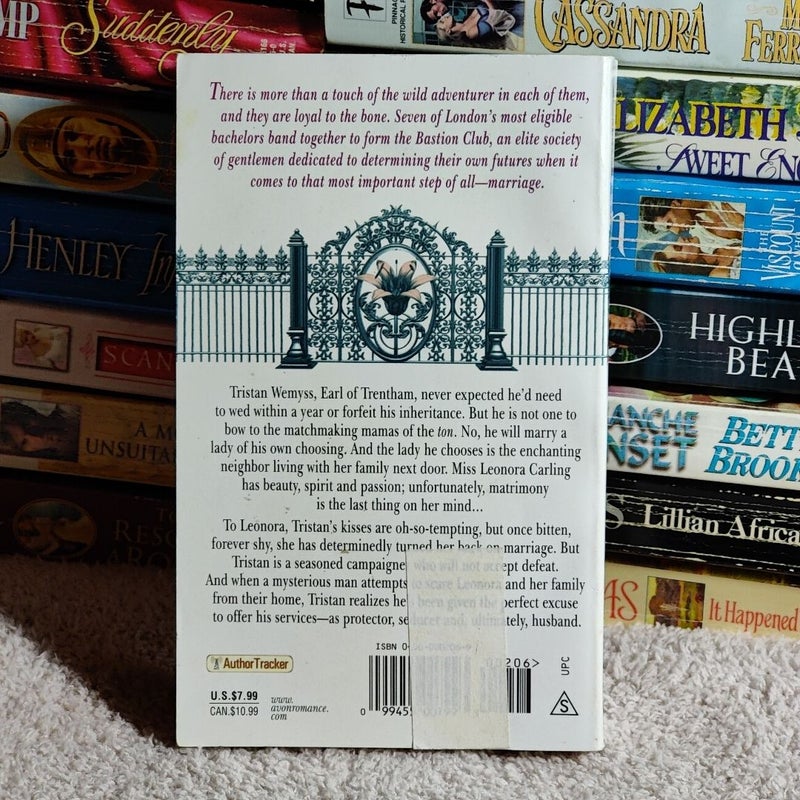 Suddenly
CASSANDRA
HENLEY
SCAN
A M
UNSUITA
LIZABETH
SWEET ENC
THE
VISCOUNT
HIGHL
BEA
BETT
BROO
Lillian Africa
AS It Happened
There is more than a touch of the wild adventurer in each of them,
and they are loyal to the bone. Seven of London's most eligible
bachelors band together to form the Bastion Club, an elite society
of gentlemen dedicated to determining their own futures when it
comes to that most important step of all—marriage.
Tristan Wemyss, Earl of Trentham, never expected he'd need
to wed within a year or forfeit his inheritance. But he is not one to
bow to the matchmaking mamas of the ton. No, he will marry a
lady of his own choosing. And the lady he chooses is the enchanting
neighbor living with her family next door. Miss Leonora Carling
has beauty, spirit and passion; unfortunately, matrimony
is the last thing on her mind...
To Leonora, Tristan's kisses are oh-so-tempting, but once bitten,
forever shy, she has determinedly turned her back on marriage. But
Tristan is a seasoned campaigner who will not accept defeat.
And when a mysterious man attempts to scare Leonora and her family
from their home, Tristan realizes he's been given the perfect excuse
to offer his services—as protector, seducer and, ultimately, husband.
ISBN 0-
AuthorTracker
U.S.$7.99
CAN.$10.99
www.
avonromance.
com
0 9945
00206>
UPC
S